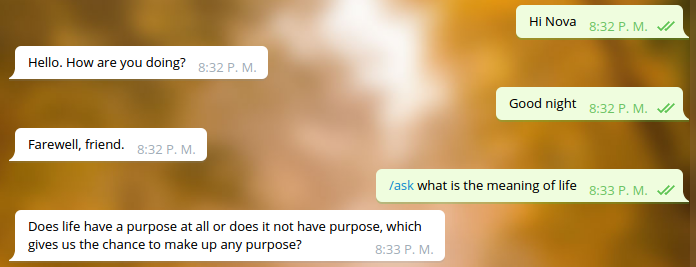 Hi Nova 8:32 P. M.
Hello. How are you doing? 8:32 P. M.
Good night 8:32 P. M.
Farewell, friend. 8:32 P. M.
/ask what is the meaning of life 8:33 P. M.
Does life have a purpose at all or does it not have purpose, which
gives us the chance to make up any purpose? 8:33 P. M.